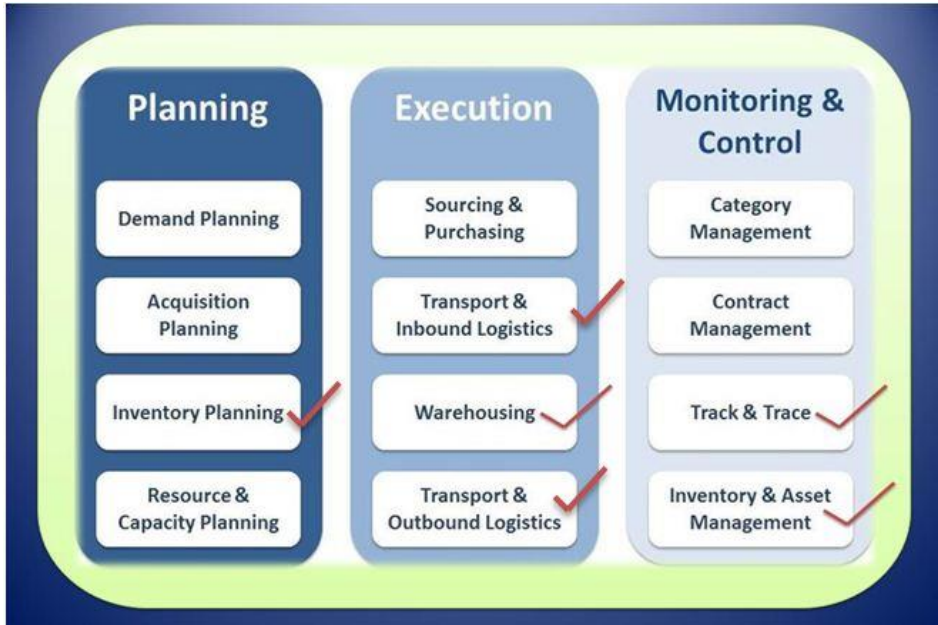 Planning
Demand Planning
Acquisition
Planning
Inventory Planning
Resource &
Capacity Planning
Execution
Sourcing &
Purchasing
Transport &
Inbound Logistics
Warehousing
Transport &
Outbound Logistics
Monitoring &
Control
Category
Management
Contract
Management
Track & Trace
Inventory & Asset
Management